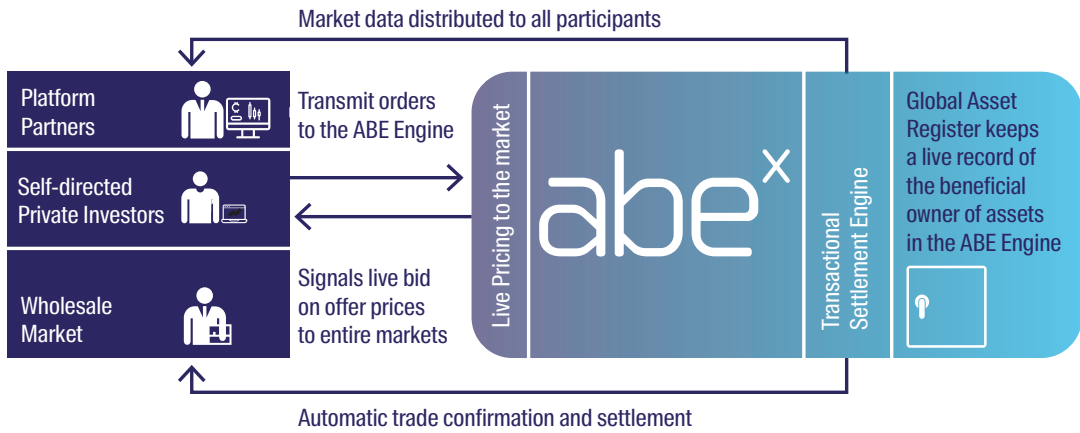 Market data distributed to all participants
Platform
Partners
Self-directed
Private Investors
Wholesale
Market
Transmit orders
to the ABE Engine
Signals live bid
on offer prices
to entire markets
Live Pricing to the market
abe x
Transactional
Settlement Engine
Global Asset
Register keeps
a live record of
the beneficial
owner of assets
in the ABE Engine
Automatic trade confirmation and settlement